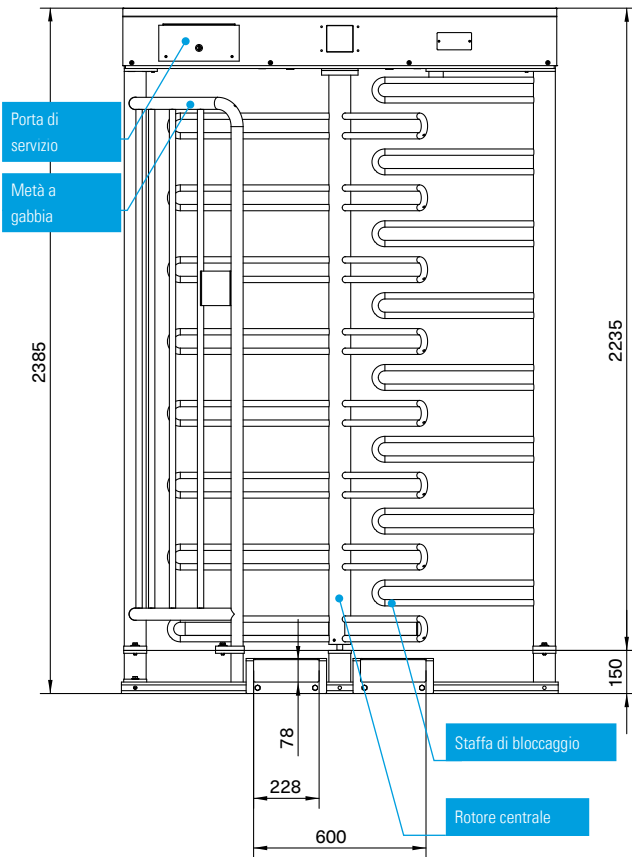 Porta di
servizio
Metà a
gabbia
2385
2235
150
78
228
600
Staffa di bloccaggio
Rotore centrale